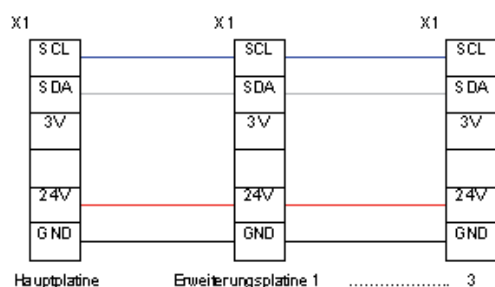 X1 X1 X1
SCL SCL SCL
SDA SDA SDA
3V 3V 3V
24V 24V 24V
GND GND GND
Hauptplatine Erweiterungsplatine 1 .................... 3